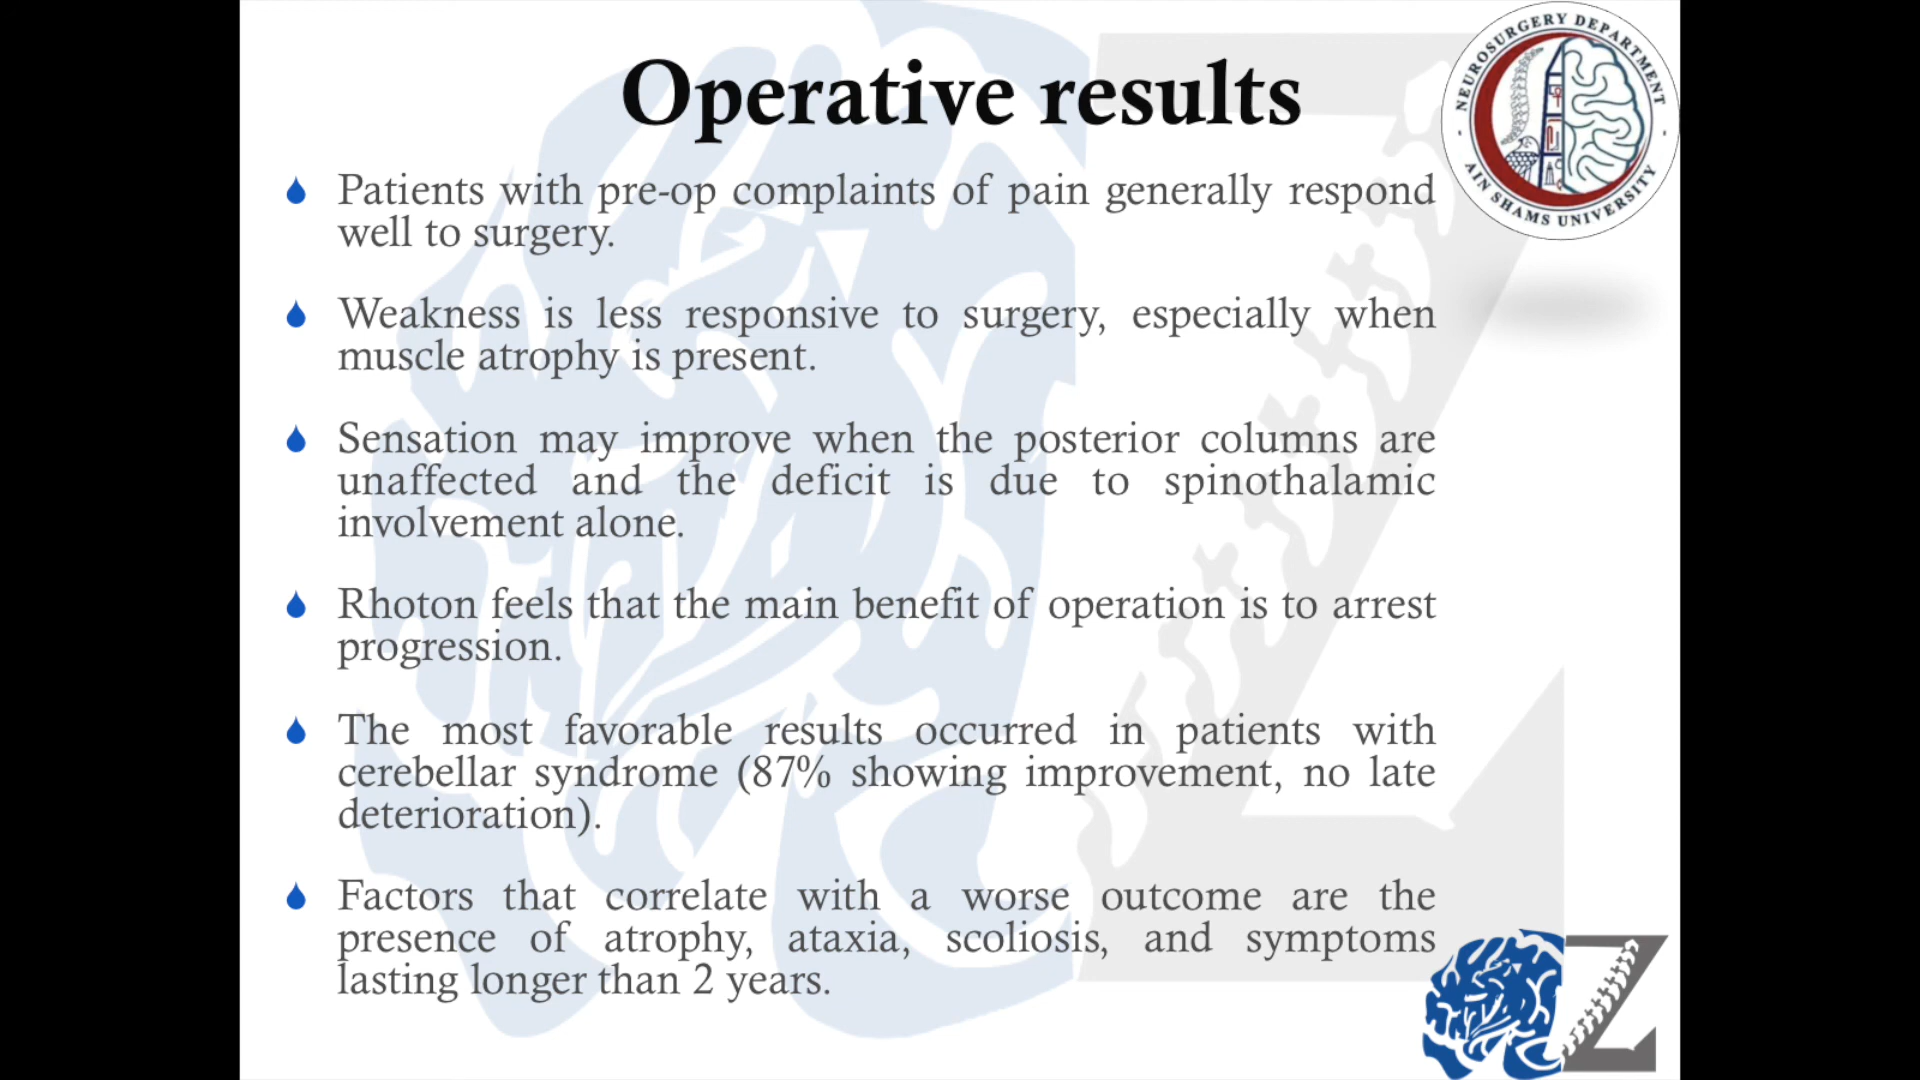 Operative results
NEUROSURGERY DEPARTMENT
AIN SHAMS UNIVERSITY
Patients with pre-op complaints of pain generally respond
well to surgery.
Weakness is less responsive to surgery, especially when
muscle atrophy is present.
Sensation may improve when the posterior columns are
unaffected and the deficit is due to spinothalamic
involvement alone.
Rhoton feels that the main benefit of operation is to arrest
progression.
The most favorable results occurred in patients with
cerebellar syndrome (87% showing improvement, no late
deterioration).
Factors that correlate with a worse outcome are the
presence of atrophy, ataxia, scoliosis, and symptoms
lasting longer than 2 years.